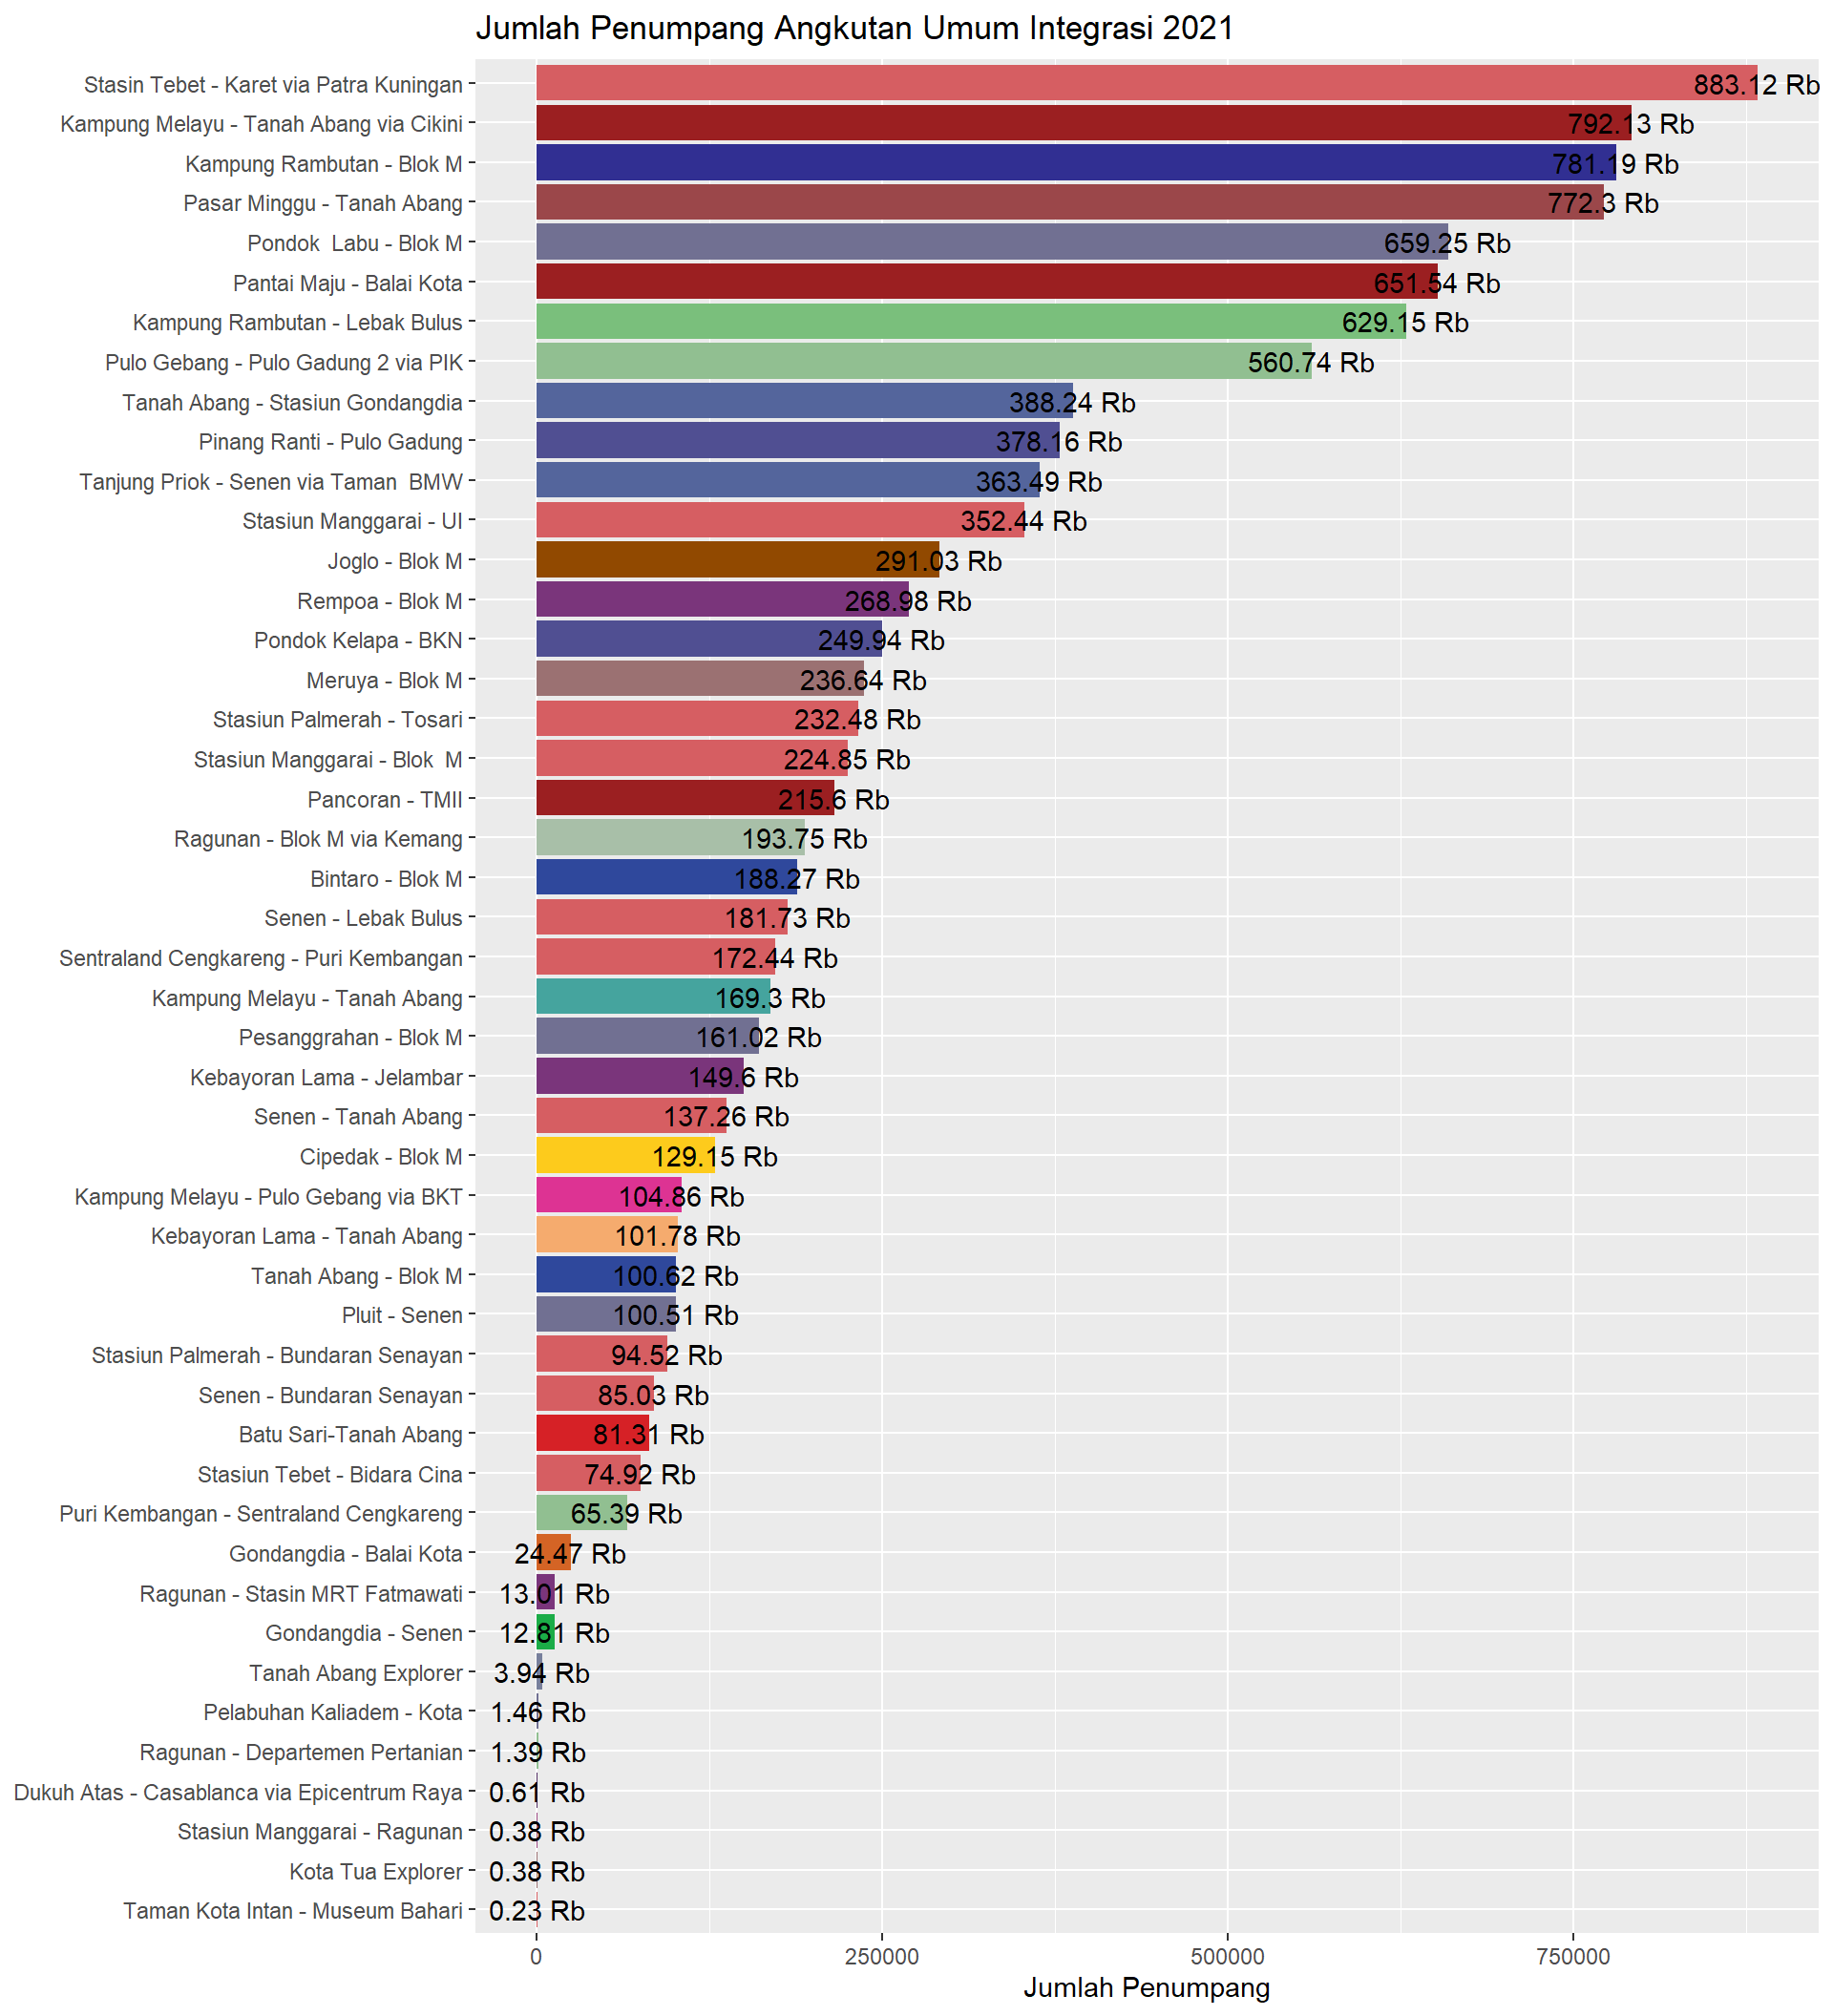 Jumlah Penumpang Angkutan Umum Integrasi 2021
Stasin Tebet - Karet via Patra Kuningan 883.12 Rb
Kampung Melayu - Tanah Abang via Cikini 792.13 Rb
Kampung Rambutan - Blok M 781.19 Rb
Pasar Minggu - Tanah Abang 772.3 Rb
Pondok  Labu - Blok M 659.25 Rb
Pantai Maju - Balai Kota 651.54 Rb
Kampung Rambutan - Lebak Bulus 629.15 Rb
Pulo Gebang - Pulo Gadung 2 via PIK 560.74 Rb
Tanah Abang - Stasiun Gondangdia 388.24 Rb
Pinang Ranti - Pulo Gadung 378.16 Rb
Tanjung Priok - Senen via Taman  BMW 363.49 Rb
Stasiun Manggarai - UI 352.44 Rb
Joglo - Blok M 291.03 Rb
Rempoa - Blok M 268.98 Rb
Pondok Kelapa - BKN 249.94 Rb
Meruya - Blok M 236.64 Rb
Stasiun Palmerah - Tosari 232.48 Rb
Stasiun Manggarai - Blok  M 224.85 Rb
Pancoran - TMII 215.6 Rb
Ragunan - Blok M via Kemang 193.75 Rb
Bintaro - Blok M 188.27 Rb
Senen - Lebak Bulus 181.73 Rb
Sentraland Cengkareng - Puri Kembangan 172.44 Rb
Kampung Melayu - Tanah Abang 169.3 Rb
Pesanggrahan - Blok M 161.02 Rb
Kebayoran Lama - Jelambar 149.6 Rb
Senen - Tanah Abang 137.26 Rb
Cipedak - Blok M 129.15 Rb
Kampung Melayu - Pulo Gebang via BKT 104.86 Rb
Kebayoran Lama - Tanah Abang 101.78 Rb
Tanah Abang - Blok M 100.62 Rb
Pluit - Senen 100.51 Rb
Stasiun Palmerah - Bundaran Senayan 94.52 Rb
Senen - Bundaran Senayan 85.03 Rb
Batu Sari-Tanah Abang 81.31 Rb
Stasiun Tebet - Bidara Cina 74.92 Rb
Puri Kembangan - Sentraland Cengkareng 65.39 Rb
Gondangdia - Balai Kota 24.47 Rb
Ragunan - Stasin MRT Fatmawati 13.01 Rb
Gondangdia - Senen 12.81 Rb
Tanah Abang Explorer 3.94 Rb
Pelabuhan Kaliadem - Kota 1.46 Rb
Ragunan - Departemen Pertanian 1.39 Rb
Dukuh Atas - Casablanca via Epicentrum Raya 0.61 Rb
Stasiun Manggarai - Ragunan 0.38 Rb
Kota Tua Explorer 0.38 Rb
Taman Kota Intan - Museum Bahari 0.23 Rb
0 250000 500000 750000
Jumlah Penumpang